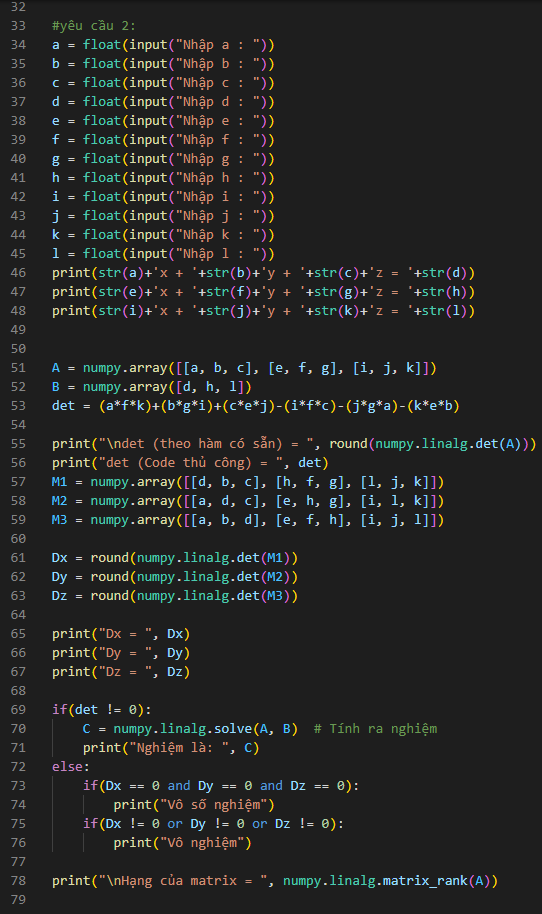 32
33 #yêu cầu 2:
34 a = float(input("Nhập a : "))
35 b = float(input("Nhập b : "))
36 c = float(input("Nhập c : "))
37 d = float(input("Nhập d : "))
38 e = float(input("Nhập e : "))
39 f = float(input("Nhập f : "))
40 g = float(input("Nhập g : "))
41 h = float(input("Nhập h : "))
42 i = float(input("Nhập i : "))
43 j = float(input("Nhập j : "))
44 k = float(input("Nhập k : "))
45 l = float(input("Nhập l : "))
46 print(str(a)+'x + '+str(b)+'y + '+str(c)+'z = '+str(d))
47 print(str(e)+'x + '+str(f)+'y + '+str(g)+'z = '+str(h))
48 print(str(i)+'x + '+str(j)+'y + '+str(k)+'z = '+str(l))
49
50
51 A = numpy.array([[a, b, c], [e, f, g], [i, j, k]])
52 B = numpy.array([d, h, l])
53 det = (a*f*k)+(b*g*i)+(c*e*j)-(i*f*c)-(j*g*a)-(k*e*b)
54
55 print("\ndet (theo hàm có sẵn) = ", round(numpy.linalg.det(A)))
56 print("det (Code thủ công) = ", det)
57 M1 = numpy.array([[d, b, c], [h, f, g], [l, j, k]])
58 M2 = numpy.array([[a, d, c], [e, h, g], [i, l, k]])
59 M3 = numpy.array([[a, b, d], [e, f, h], [i, j, l]])
60
61 Dx = round(numpy.linalg.det(M1))
62 Dy = round(numpy.linalg.det(M2))
63 Dz = round(numpy.linalg.det(M3))
64
65 print("Dx = ", Dx)
66 print("Dy = ", Dy)
67 print("Dz = ", Dz)
68
69 if(det != 0):
70     C = numpy.linalg.solve(A, B)  # Tính ra nghiệm
71     print("Nghiệm là: ", C)
72 else:
73     if(Dx == 0 and Dy == 0 and Dz == 0):
74         print("Vô số nghiệm")
75     if(Dx != 0 or Dy != 0 or Dz != 0):
76         print("Vô nghiệm")
77
78 print("\nHạng của matrix = ", numpy.linalg.matrix_rank(A))
79